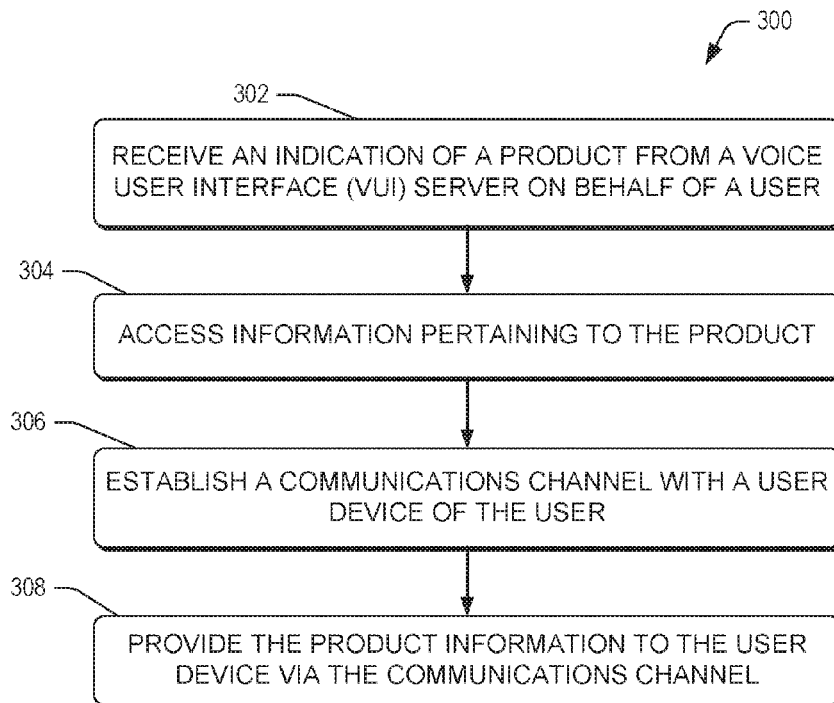 300
302
RECEIVE AN INDICATION OF A PRODUCT FROM A VOICE
USER INTERFACE (VUI) SERVER ON BEHALF OF A USER
304
ACCESS INFORMATION PERTAINING TO THE PRODUCT
306
ESTABLISH A COMMUNICATIONS CHANNEL WITH A USER
DEVICE OF THE USER
308
PROVIDE THE PRODUCT INFORMATION TO THE USER
DEVICE VIA THE COMMUNICATIONS CHANNEL